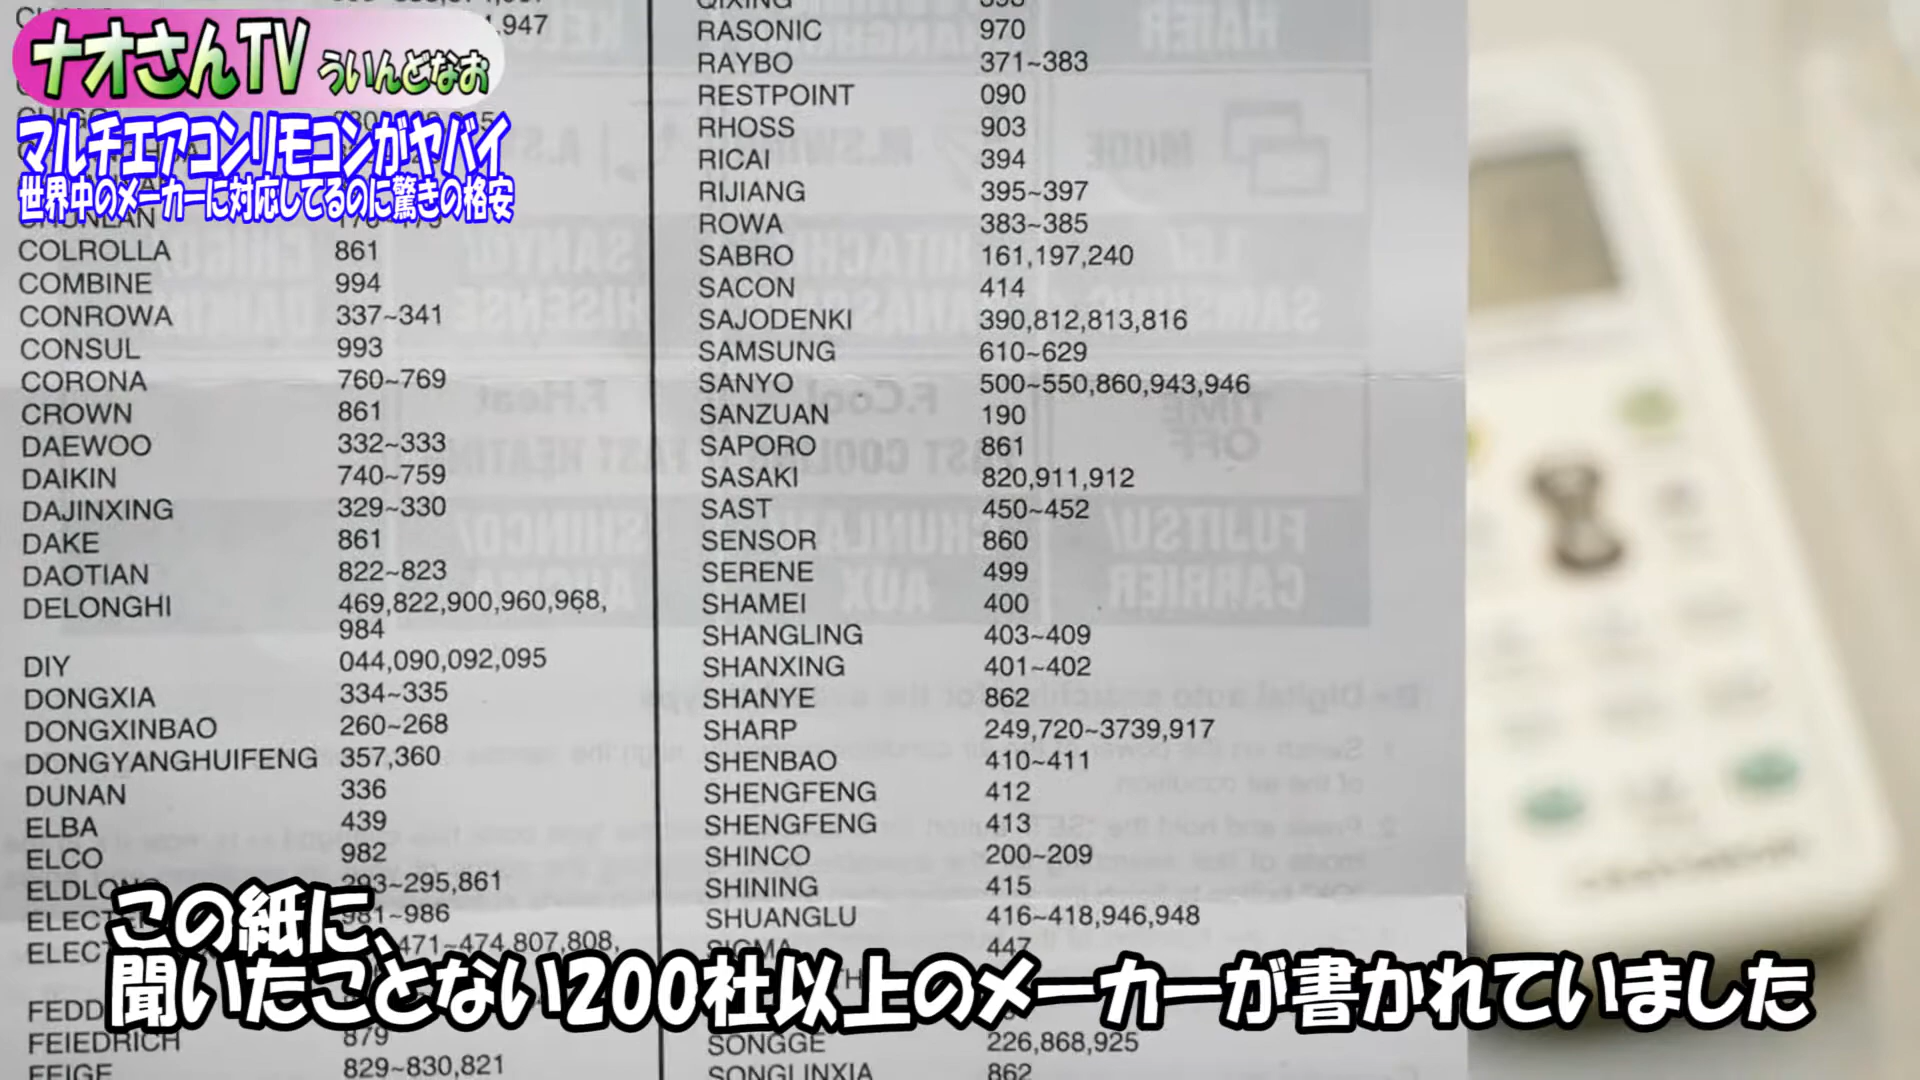 ナオさんTV ういんどなお
マルチエアコンリモコンがヤバイ
世界中のメーカーに対応してるのに驚きの格安
COLROLLA 861
COMBINE 994
CONROWA 337~341
CONSUL 993
CORONA 760~769
CROWN 861
DAEWOO 332~333
DAIKIN 740~759
DAJINXING 329~330
DAKE 861
DAOTIAN 822~823
DELONGHI 469,822,900,960,968,
984
DIY 044,090,092,095
DONGXIA 334~335
DONGXINBAO 260~268
DONGYANGHUIFENG 357,360
DUNAN 336
ELBA 439
ELCO 982
FEIEDRICH 879
FEIGE 829~830,821
RASONIC 970
RAYBO 371~383
RESTPOINT 090
RHOSS 903
RICAI 394
RIJIANG 395~397
ROWA 383~385
SABRO 161,197,240
SACON 414
SAJODENKI 390,812,813,816
SAMSUNG 610~629
SANYO 500~550,860,943,946
SANZUAN 190
SAPORO 861
SASAKI 820,911,912
SAST 450~452
SENSOR 860
SERENE 499
SHAMEI 400
SHANGLING 403~409
SHANXING 401~402
SHANYE 862
SHARP 249,720~3739,917
SHENBAO 410~411
SHENGFENG 412
SHENGFENG 413
SHINCO 200~209
SHINING 415
SHUANGLU 416~418,946,948
SIGMA 447
SONGGE 226,868,925
SONGLINXIA 862
この紙に、
聞いたことない200社以上のメーカーが書かれていました